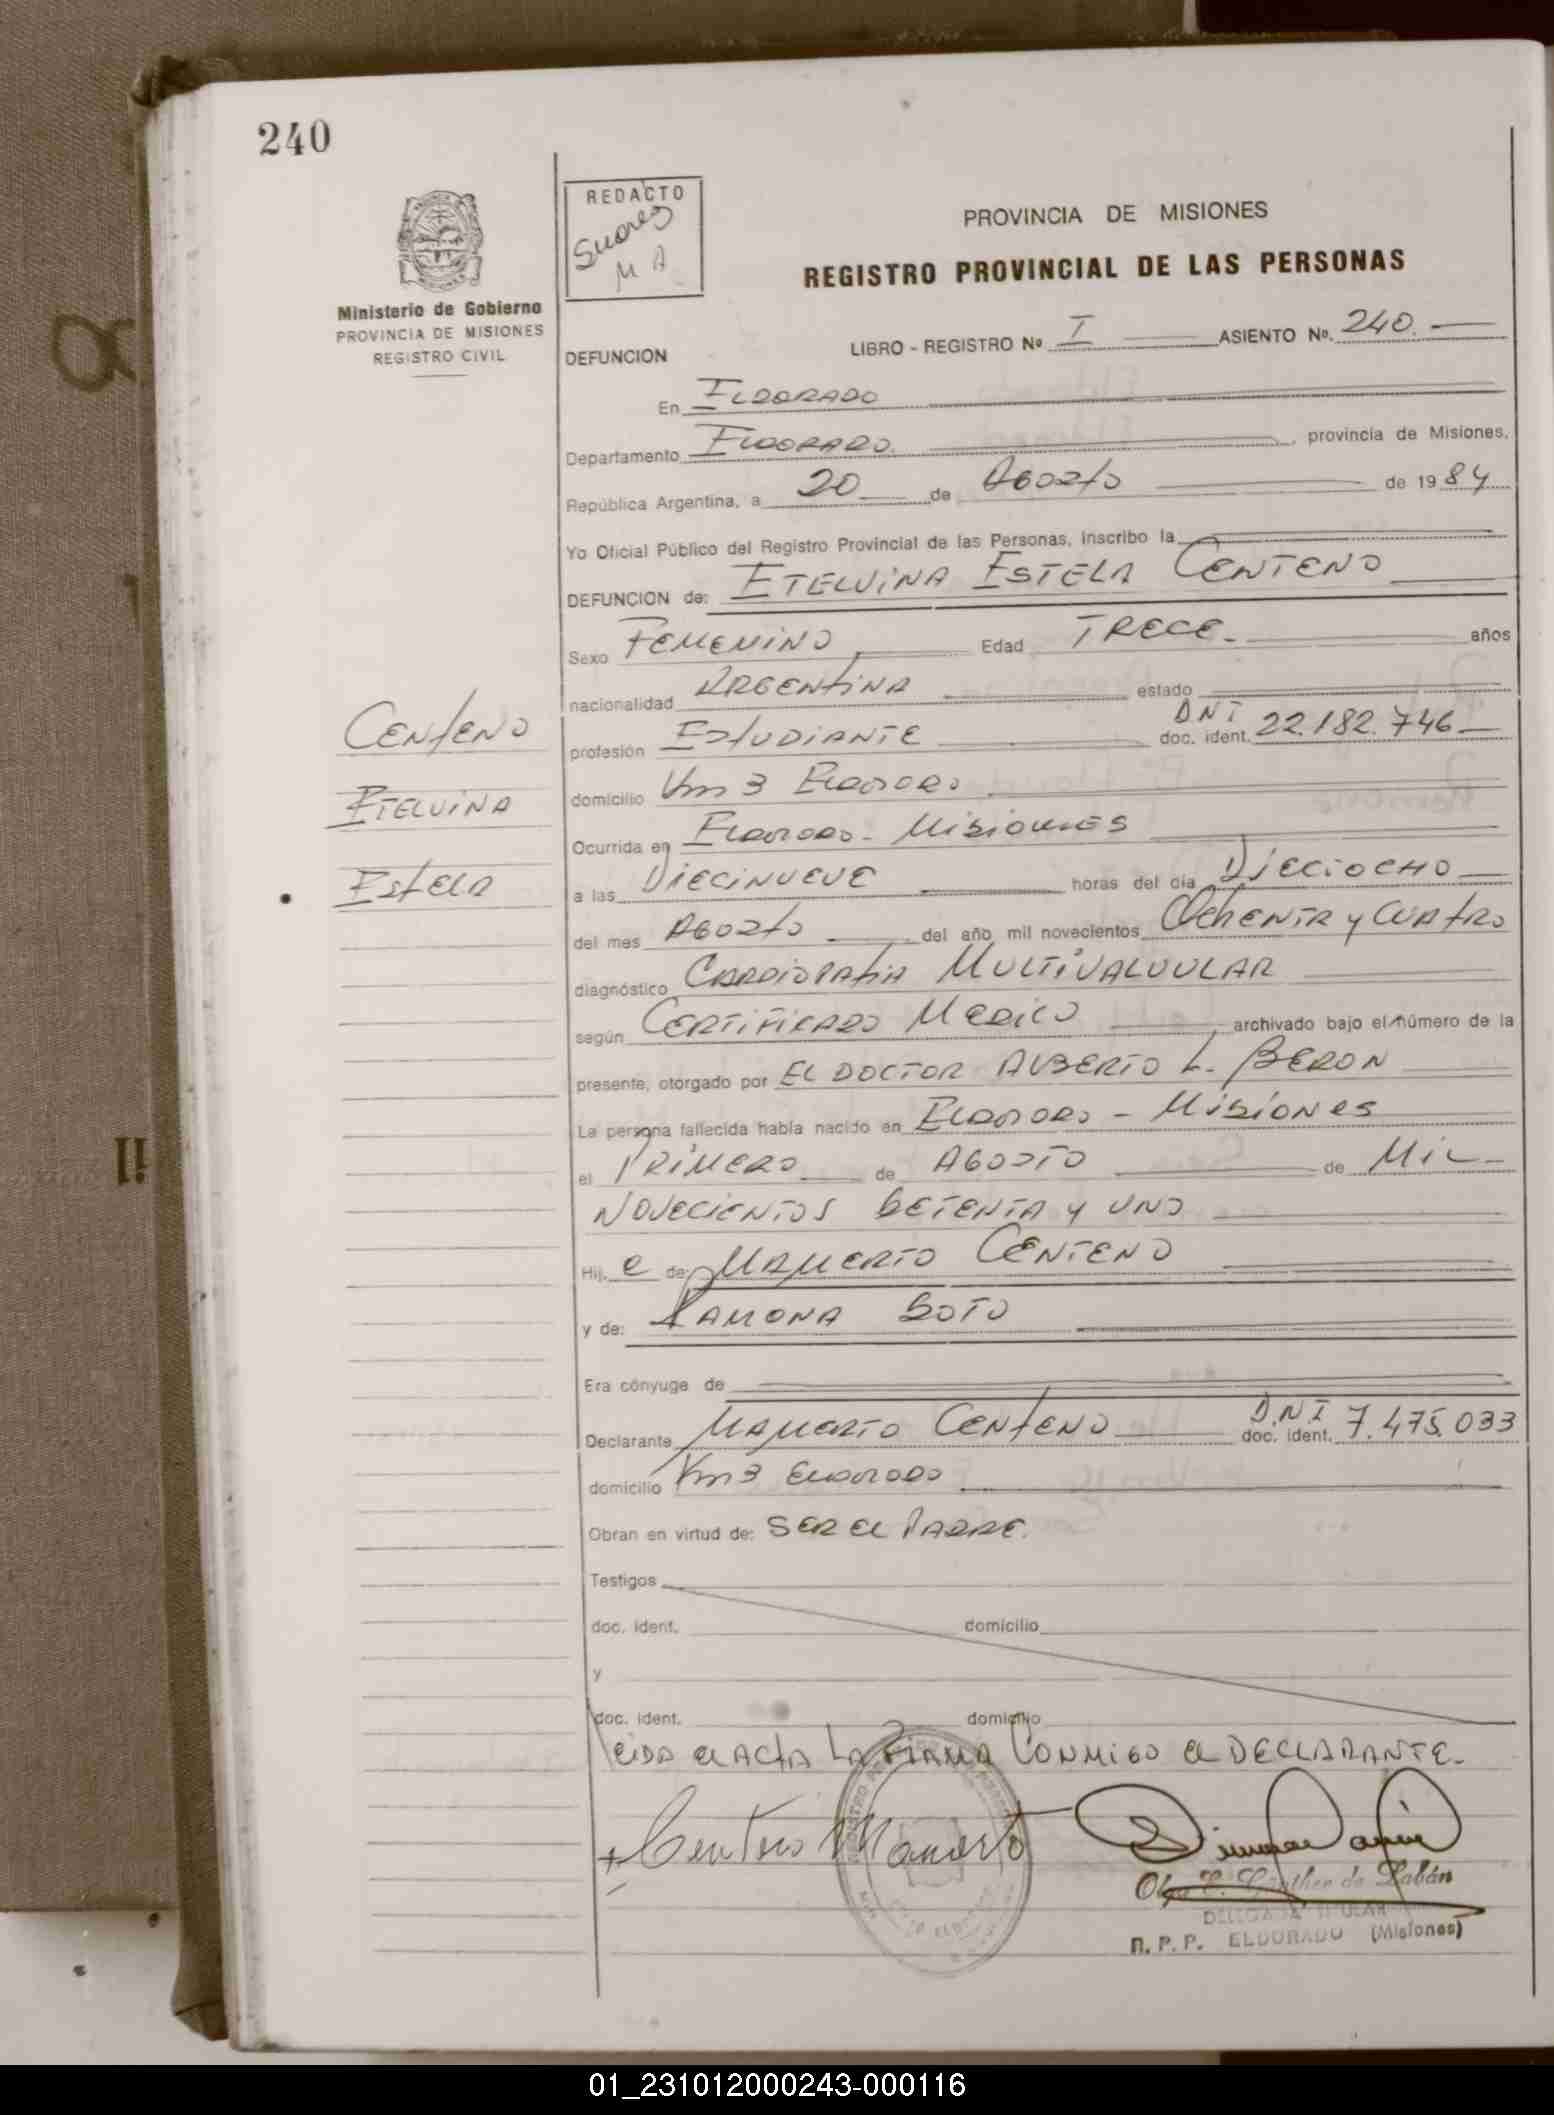 240
REDACTO
Suarez
M A
PROVINCIA DE MISIONES
REGISTRO PROVINCIAL DE LAS PERSONAS
Ministerio de Gobierno
PROVINCIA DE MISIONES
REGISTRO CIVIL
DEFUNCION
LIBRO - REGISTRO Nº I ASIENTO Nº. 240.
En ELDORADO
Departamento ELDORADO. provincia de Misiones.
República Argentina, a 20 de AGOSTO de 1984
Yo Oficial Público del Registro Provincial de las Personas, inscribo la
DEFUNCION de: ETELVINA ESTELA CENTENO
Sexo FEMENINO Edad TRECE.- años
nacionalidad ARGENTINA estado
profesión ESTUDIANTE DNI doc. ident. 22.182.746
domicilio Km 3 ELDORADO
Ocurrida en ELDORADO - MISIONES
a las DIECINUEVE horas del día DIECIOCHO
del mes AGOSTO del año mil novecientos OCHENTA Y CUATRO
diagnóstico CARDIOPATIA MULTIVALVULAR
según CERTIFICADO MEDICO archivado bajo el número de la
presente, otorgado por EL DOCTOR ALBERTO L. BERON
La persona fallecida había nacido en ELDORADO - MISIONES
el PRIMERO de AGOSTO de MIL
NOVECIENTOS SETENTA Y UNO
Hij. e de: MAMERTO CENTENO
y de: RAMONA SOTO
Era cónyuge de
Declarante MAMERTO CENTENO D.N.I doc. ident. 7.475.033
domicilio Km 3 ELDORADO
Obran en virtud de: SER EL PADRE.
Testigos
doc. ident. domicilio
y
doc. ident. domicilio
LEIDA EL ACTA LA FIRMA CONMIGO EL DECLARANTE.-
Centeno Mamerto
Olga E. Günther de Labán
DELEGADA TITULAR
R. P. P. ELDORADO (Misiones)
CENTENO
ETELVINA
ESTELA
01_231012000243-000116